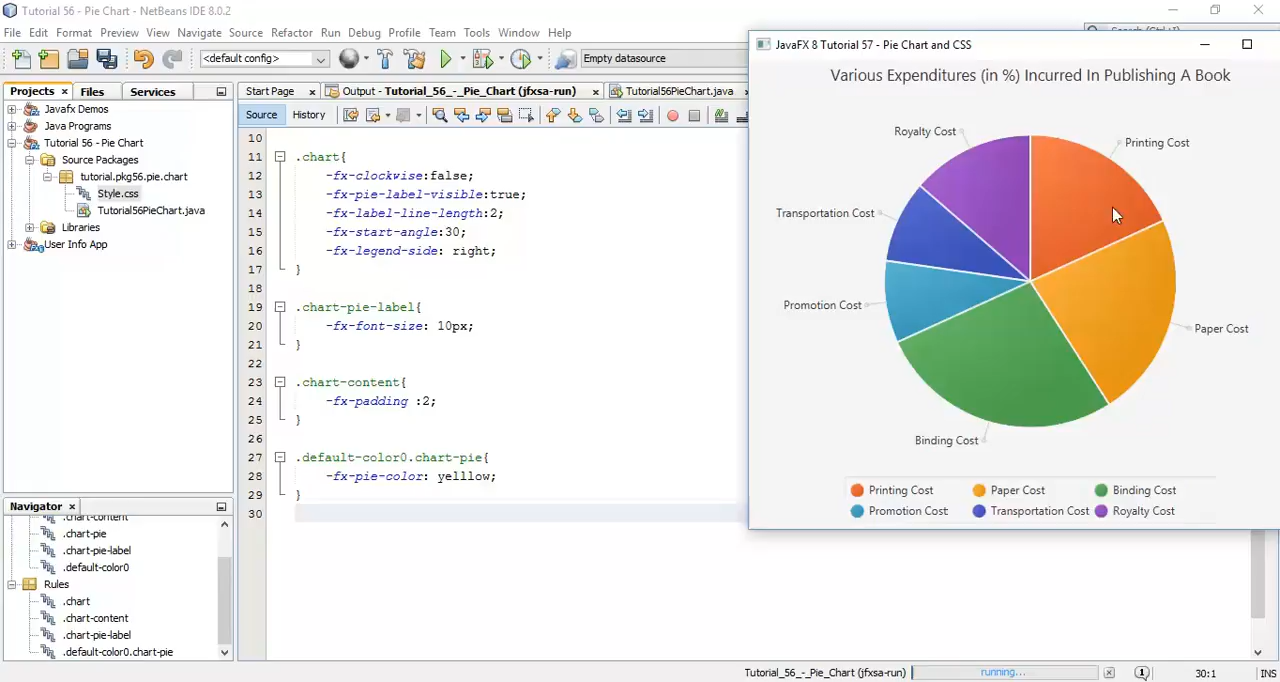 Tutorial 56 - Pie Chart - NetBeans IDE 8.0.2
File Edit Format Preview View Navigate Source Refactor Run Debug Profile Team Tools Window Help
<default config>
Empty datasource
Projects × Files Services
Javafx Demos
Java Programs
Tutorial 56 - Pie Chart
Source Packages
tutorial.pkg56.pie.chart
Style.css
Tutorial56PieChart.java
Libraries
User Info App
Navigator ×
.chart-content
.chart-pie
.chart-pie-label
.default-color0
Rules
.chart
.chart-content
.chart-pie-label
.default-color0.chart-pie
Start Page × Output - Tutorial_56_-_Pie_Chart (jfxsa-run) × Tutorial56PieChart.java
Source History
10
11 .chart{
12 -fx-clockwise:false;
13 -fx-pie-label-visible:true;
14 -fx-label-line-length:2;
15 -fx-start-angle:30;
16 -fx-legend-side: right;
17 }
18
19 .chart-pie-label{
20 -fx-font-size: 10px;
21 }
22
23 .chart-content{
24 -fx-padding :2;
25 }
26
27 .default-color0.chart-pie{
28 -fx-pie-color: yelllow;
29 }
30
JavaFX 8 Tutorial 57 - Pie Chart and CSS
Various Expenditures (in %) Incurred In Publishing A Book
Royalty Cost
Printing Cost
Transportation Cost
Promotion Cost
Paper Cost
Binding Cost
Printing Cost Paper Cost Binding Cost
Promotion Cost Transportation Cost Royalty Cost
Tutorial_56_-_Pie_Chart (jfxsa-run) running... 1 30:1 INS